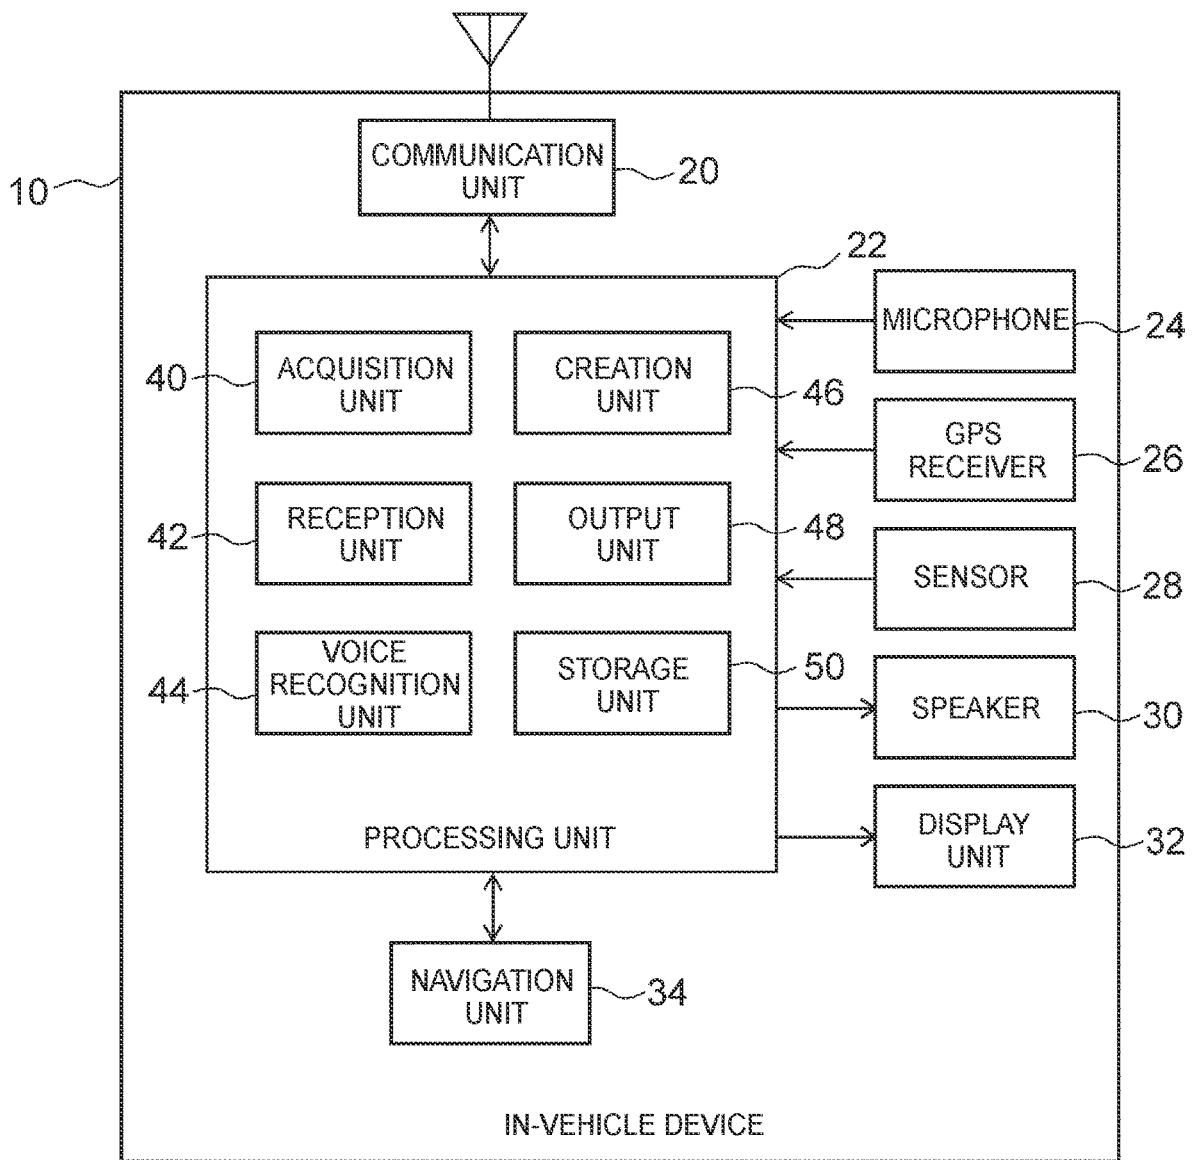 COMMUNICATION
UNIT
20
10
22
MICROPHONE
24
ACQUISITION
UNIT
40
CREATION
UNIT
46
GPS
RECEIVER
26
RECEPTION
UNIT
42
OUTPUT
UNIT
48
SENSOR
28
VOICE
RECOGNITION
UNIT
44
STORAGE
UNIT
50
SPEAKER
30
PROCESSING UNIT
DISPLAY
UNIT
32
NAVIGATION
UNIT
34
IN-VEHICLE DEVICE